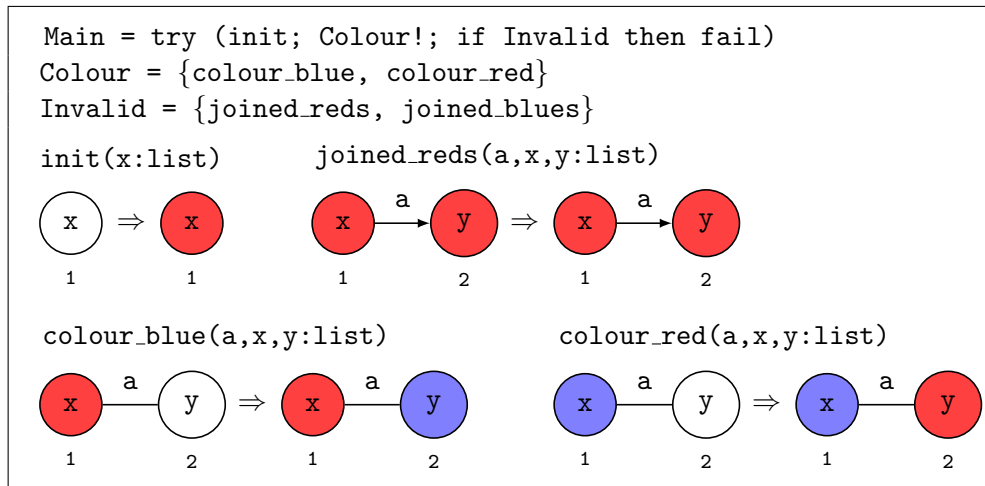 Main = try (init; Colour!; if Invalid then fail)
Colour = {colour_blue, colour_red}
Invalid = {joined_reds, joined_blues}
init(x:list) joined_reds(a,x,y:list)
x ⇒ x x a y ⇒ x a y
1 1 1 2 1 2
colour_blue(a,x,y:list) colour_red(a,x,y:list)
x a y ⇒ x a y x a y ⇒ x a y
1 2 1 2 1 2 1 2